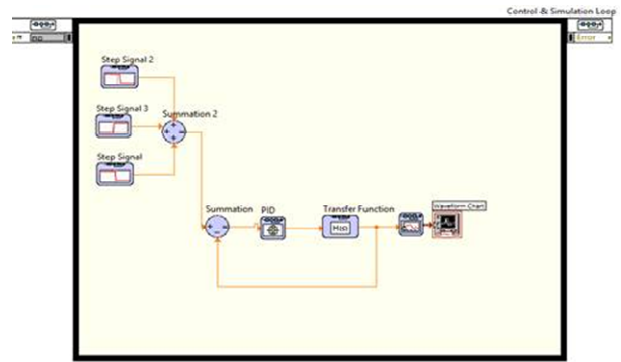 Control & Simulation Loop
Error
Step Signal 2
Step Signal 3
Summation 2
Step Signal
Summation
PID
Transfer Function
Waveform Chart
H(s)